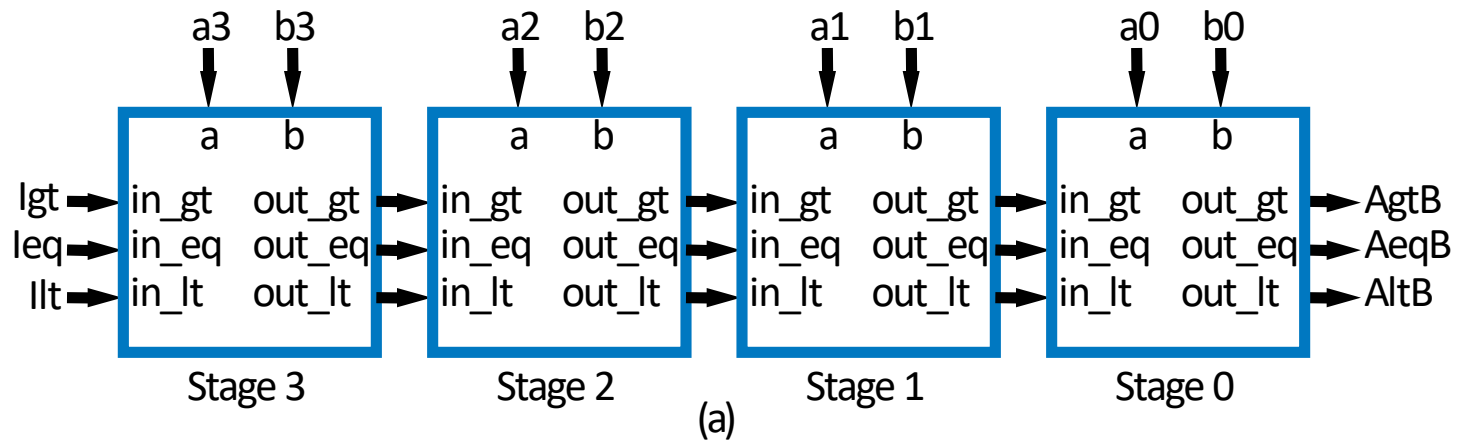 a3 b3 a2 b2 a1 b1 a0 b0
a b a b a b a b
Igt in_gt out_gt in_gt out_gt in_gt out_gt in_gt out_gt AgtB
Ieq in_eq out_eq in_eq out_eq in_eq out_eq in_eq out_eq AeqB
Ilt in_lt out_lt in_lt out_lt in_lt out_lt in_lt out_lt AltB
Stage 3 Stage 2 Stage 1 Stage 0
(a)